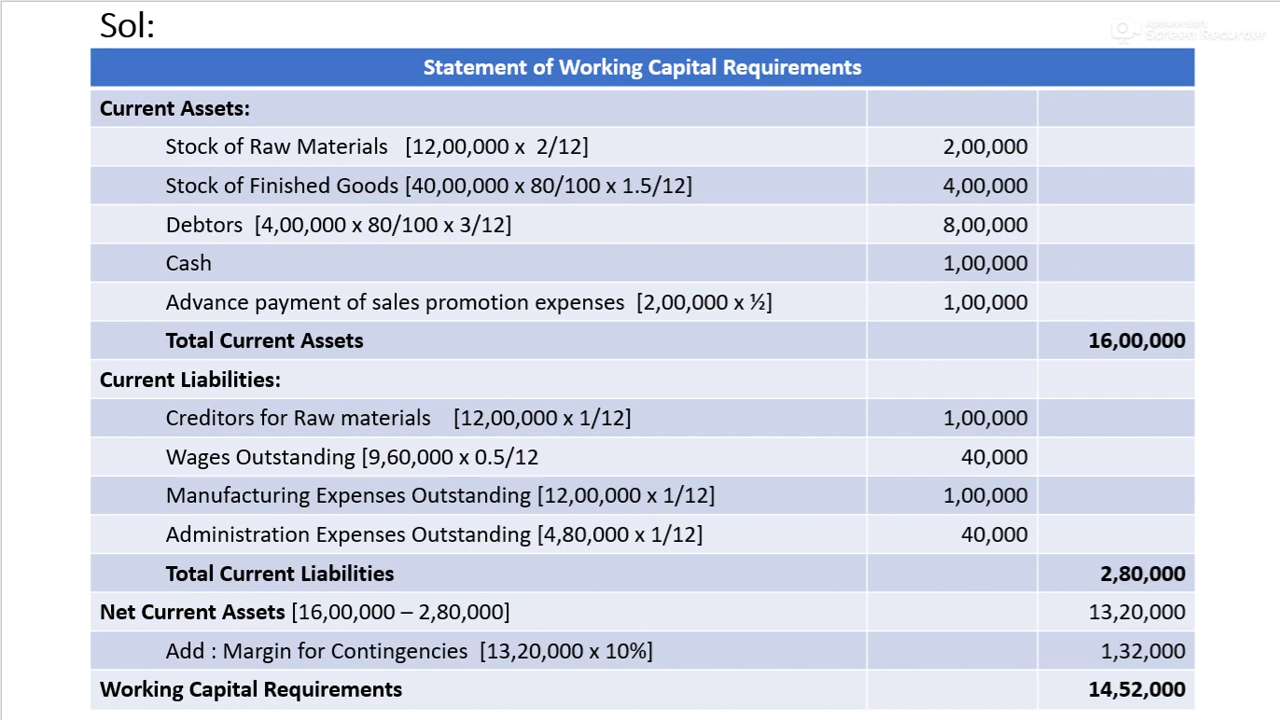 Sol:
Apowersoft
Screen Recorder
Statement of Working Capital Requirements
Current Assets:
Stock of Raw Materials [12,00,000 x 2/12] 2,00,000
Stock of Finished Goods [40,00,000 x 80/100 x 1.5/12] 4,00,000
Debtors [4,00,000 x 80/100 x 3/12] 8,00,000
Cash 1,00,000
Advance payment of sales promotion expenses [2,00,000 x ½] 1,00,000
Total Current Assets 16,00,000
Current Liabilities:
Creditors for Raw materials [12,00,000 x 1/12] 1,00,000
Wages Outstanding [9,60,000 x 0.5/12 40,000
Manufacturing Expenses Outstanding [12,00,000 x 1/12] 1,00,000
Administration Expenses Outstanding [4,80,000 x 1/12] 40,000
Total Current Liabilities 2,80,000
Net Current Assets [16,00,000 – 2,80,000] 13,20,000
Add : Margin for Contingencies [13,20,000 x 10%] 1,32,000
Working Capital Requirements 14,52,000